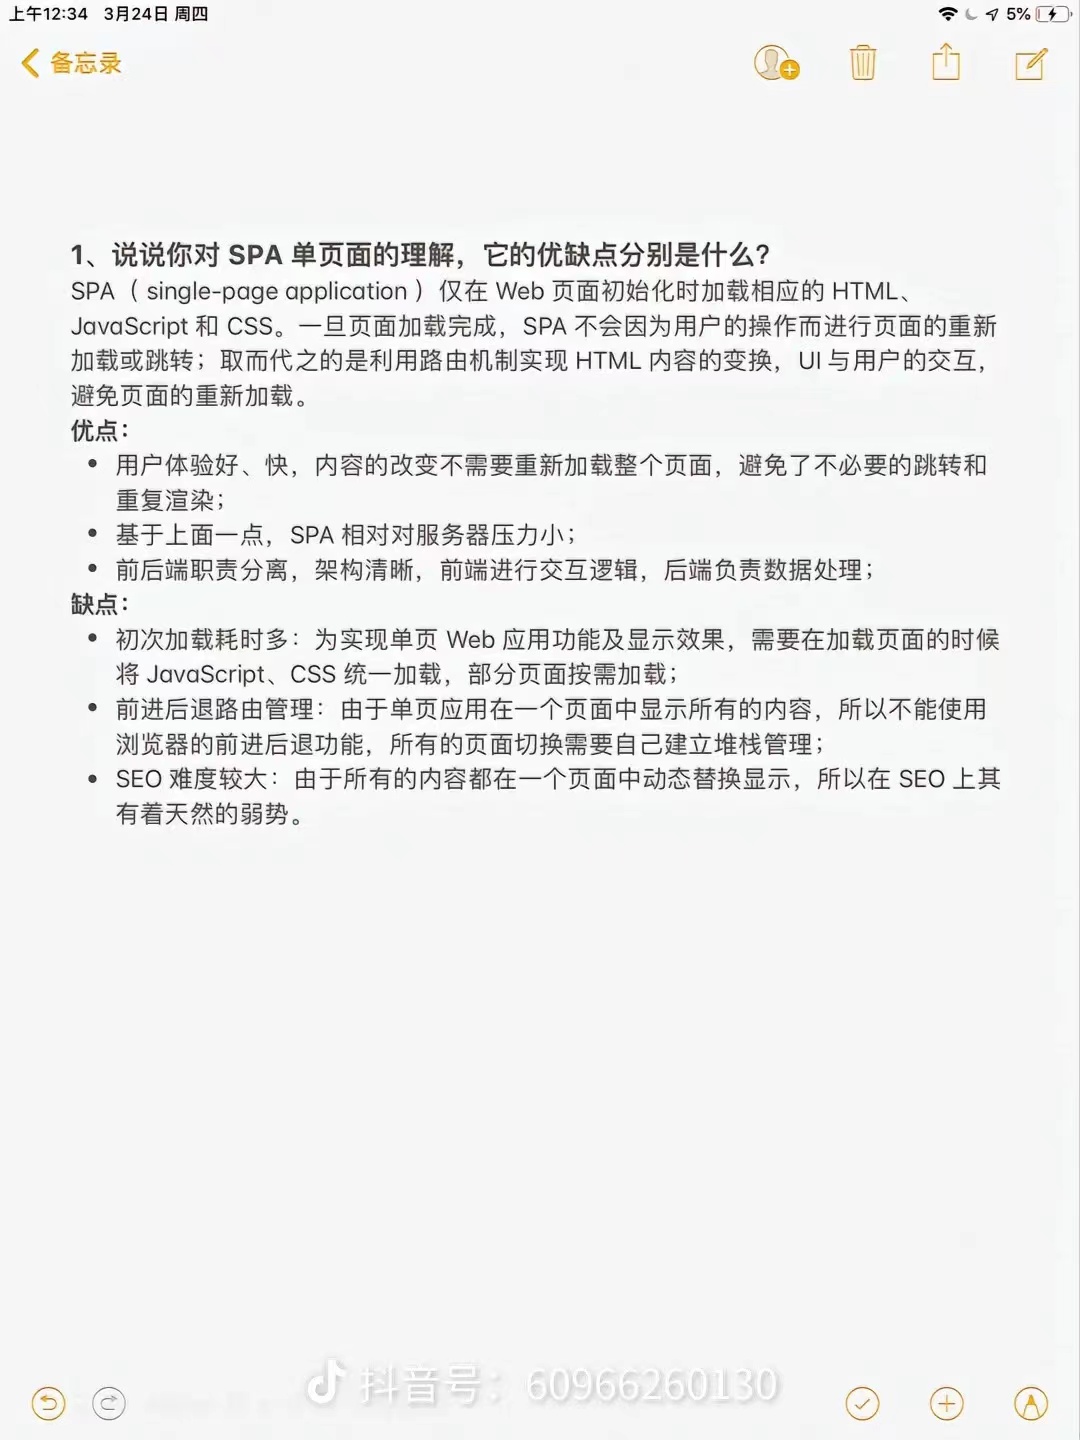 上午12:34 3月24日 周四
5%
备忘录
1、说说你对 SPA 单页面的理解，它的优缺点分别是什么？
SPA（ single-page application ）仅在 Web 页面初始化时加载相应的 HTML、
JavaScript 和 CSS。一旦页面加载完成，SPA 不会因为用户的操作而进行页面的重新
加载或跳转；取而代之的是利用路由机制实现 HTML 内容的变换，UI 与用户的交互，
避免页面的重新加载。
优点：
• 用户体验好、快，内容的改变不需要重新加载整个页面，避免了不必要的跳转和
重复渲染；
• 基于上面一点，SPA 相对对服务器压力小；
• 前后端职责分离，架构清晰，前端进行交互逻辑，后端负责数据处理；
缺点：
• 初次加载耗时多：为实现单页 Web 应用功能及显示效果，需要在加载页面的时候
将 JavaScript、CSS 统一加载，部分页面按需加载；
• 前进后退路由管理：由于单页应用在一个页面中显示所有的内容，所以不能使用
浏览器的前进后退功能，所有的页面切换需要自己建立堆栈管理；
• SEO 难度较大：由于所有的内容都在一个页面中动态替换显示，所以在 SEO 上其
有着天然的弱势。
抖音号：60966260130